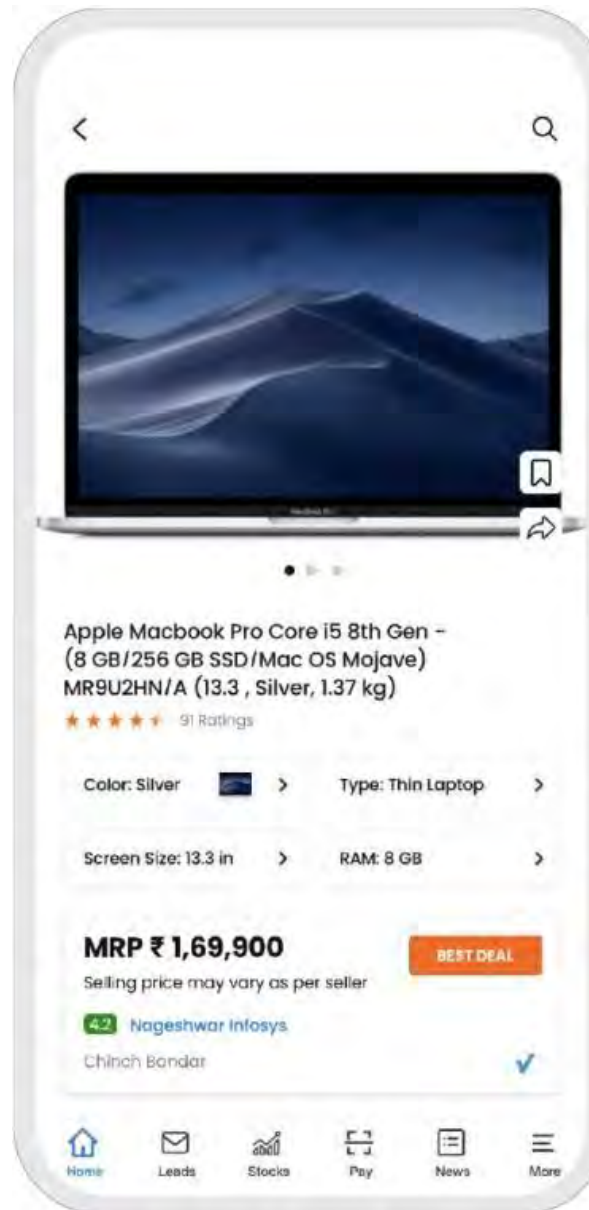 Apple Macbook Pro Core i5 8th Gen -
(8 GB/256 GB SSD/Mac OS Mojave)
MR9U2HN/A (13.3 , Silver, 1.37 kg)
91 Ratings
Color: Silver
Type: Thin Laptop
Screen Size: 13.3 in
RAM: 8 GB
MRP ₹ 1,69,900
BEST DEAL
Selling price may vary as per seller
4.2 Nageshwar Infosys
Chinch Bandar
Home Leads Stocks Pay News More